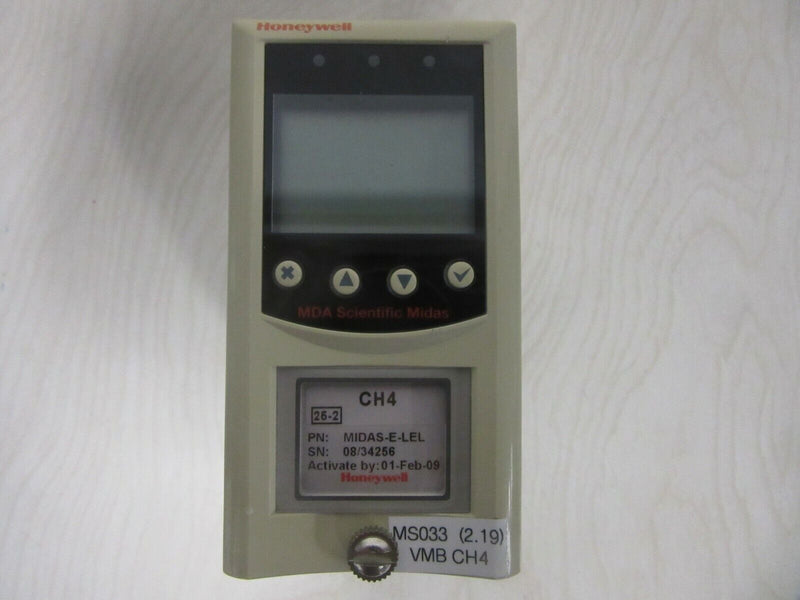 Honeywell
MDA Scientific Midas
CH4
25-2
PN: MIDAS-E-LEL
SN: 08/34256
Activate by: 01-Feb-09
Honeywell
MS033 (2.19)
VMB CH4